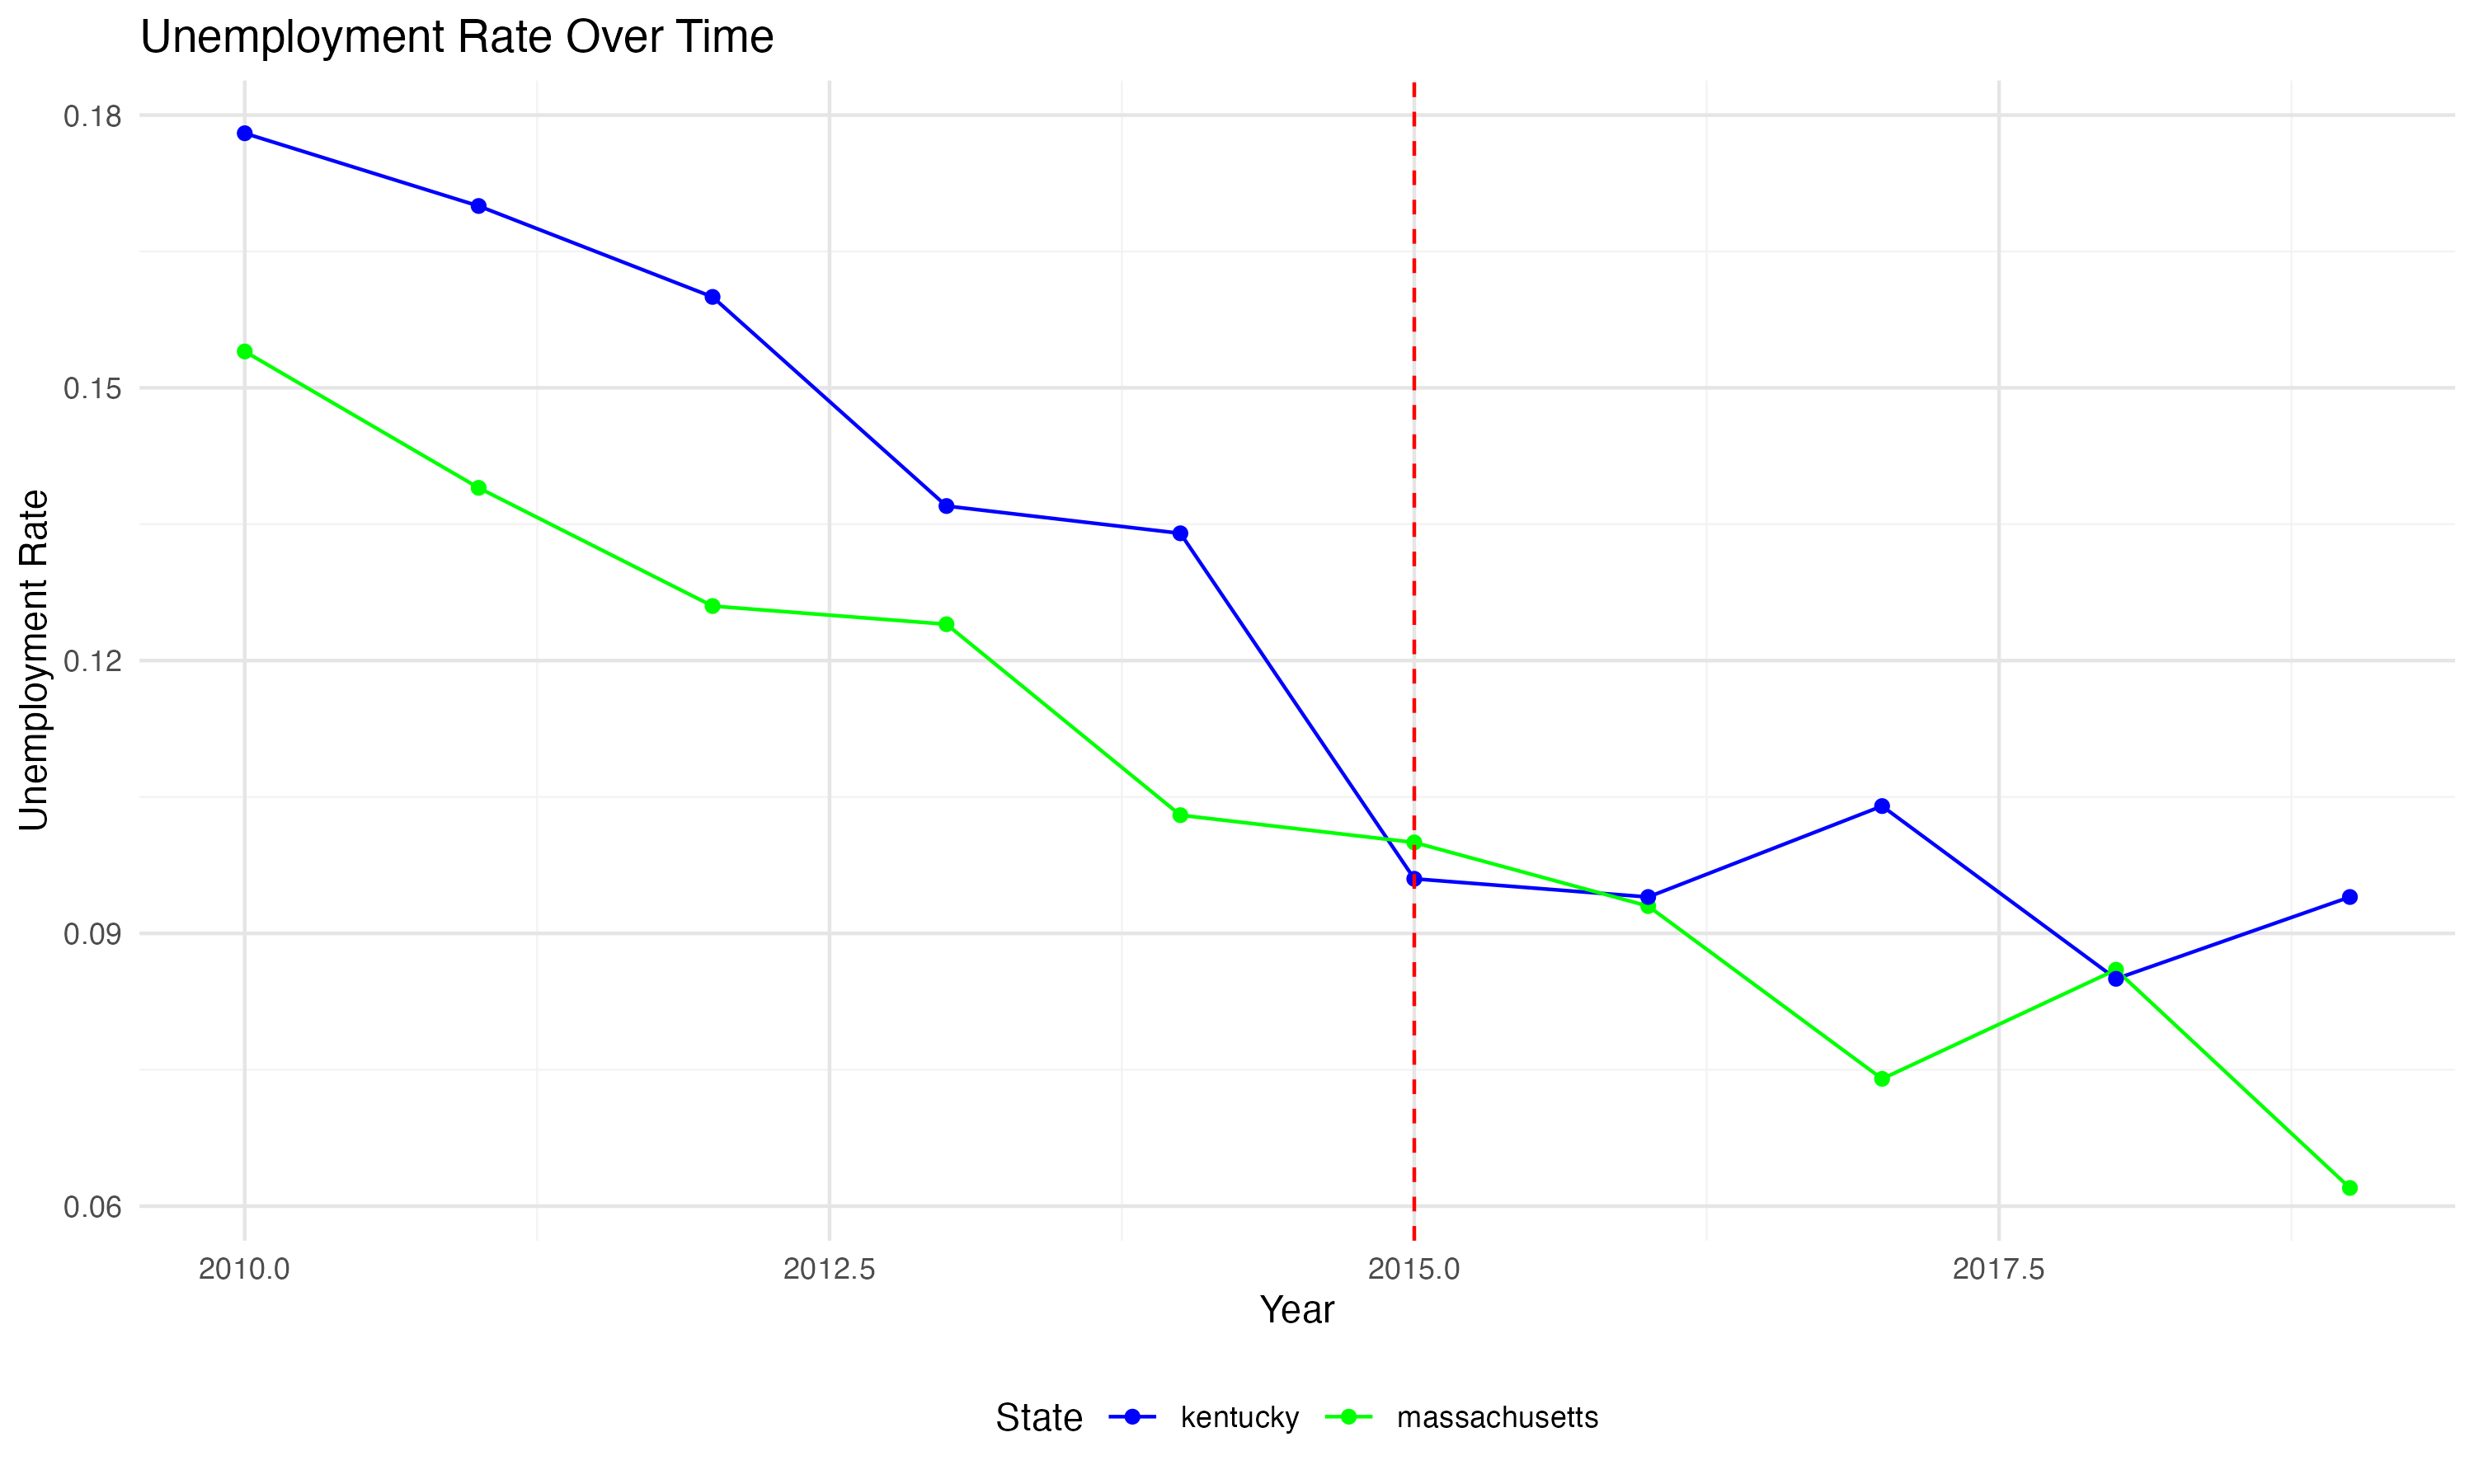 Unemployment Rate Over Time
Unemployment Rate
0.18
0.15
0.12
0.09
0.06
2010.0 2012.5 2015.0 2017.5
Year
State kentucky massachusetts